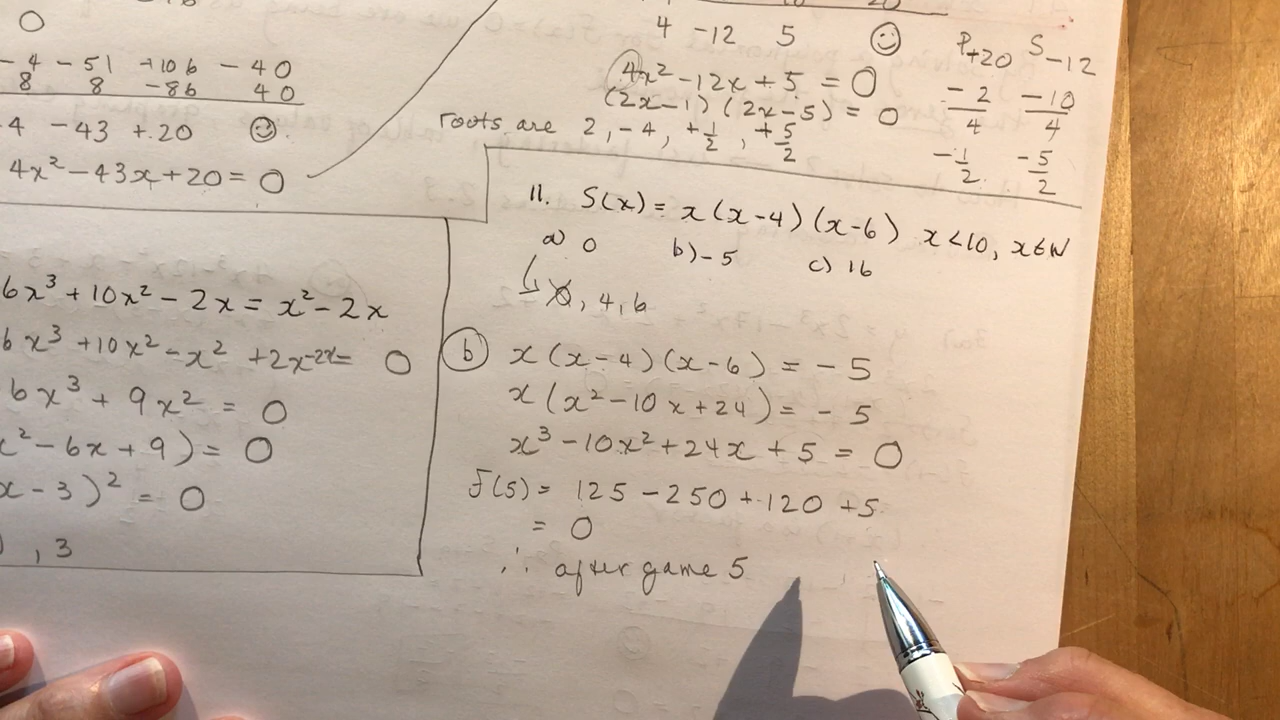 0
- 4 - 51 + 106 - 40
8 8 - 86 40
4 - 43 + 20 ☺
4x² - 43x + 20 = 0
4 -12 5 ☺
4x² - 12x + 5 = 0
(2x - 1) (2x - 5) = 0
roots are 2, -4, +1/2, +5/2
P+20 S-12
-2/4 -10/4
-1/2 -5/2
6x³ + 10x² - 2x = x² - 2x
6x³ + 10x² - x² + 2x - 2x = 0
6x³ + 9x² = 0
x² - 6x + 9) = 0
x - 3)² = 0
, 3
11. S(x) = x(x-4)(x-6) x<10, x∈N
a) 0 b) -5 c) 16
↳ 0, 4, 6
b x(x-4)(x-6) = -5
x(x² - 10x + 24) = -5
x³ - 10x² + 24x + 5 = 0
f(5) = 125 - 250 + 120 + 5
= 0
∴ after game 5